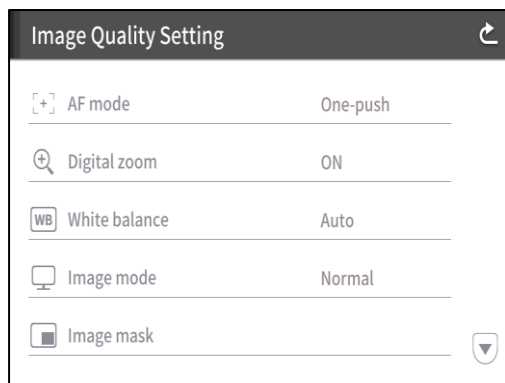 Image Quality Setting
AF mode One-push
Digital zoom ON
WB White balance Auto
Image mode Normal
Image mask